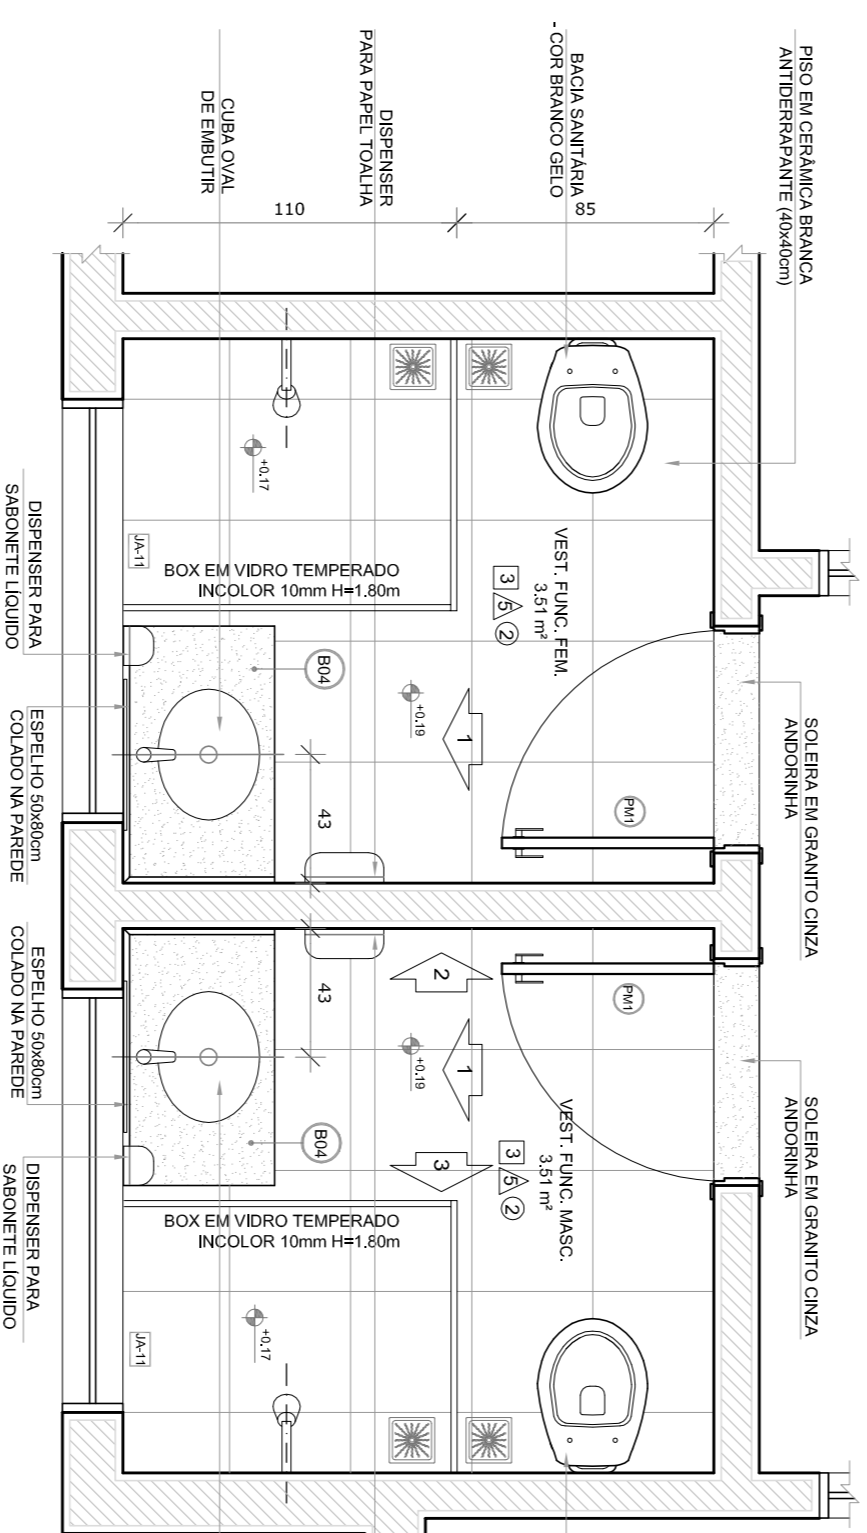 PISO EM CERÂMICA BRANCA
ANTIDERRAPANTE (40x40cm)
BACIA SANITÁRIA
- COR BRANCO GELO
DISPENSER
PARA PAPEL TOALHA
CUBA OVAL
DE EMBUTIR
110
85
SOLEIRA EM GRANITO CINZA
ANDORINHA
SOLEIRA EM GRANITO CINZA
ANDORINHA
VEST. FUNC. FEM.
3.51 m²
3 5 2
PM1
+0.19
1
+0.17
BOX EM VIDRO TEMPERADO
INCOLOR 10mm H=1.80m
JA-11
B04
43
DISPENSER PARA
SABONETE LÍQUIDO
ESPELHO 50x80cm
COLADO NA PAREDE
VEST. FUNC. MASC.
3.51 m²
3 5 2
PM1
2
1
3
+0.19
43
B04
BOX EM VIDRO TEMPERADO
INCOLOR 10mm H=1.80m
+0.17
JA-11
ESPELHO 50x80cm
COLADO NA PAREDE
DISPENSER PARA
SABONETE LÍQUIDO